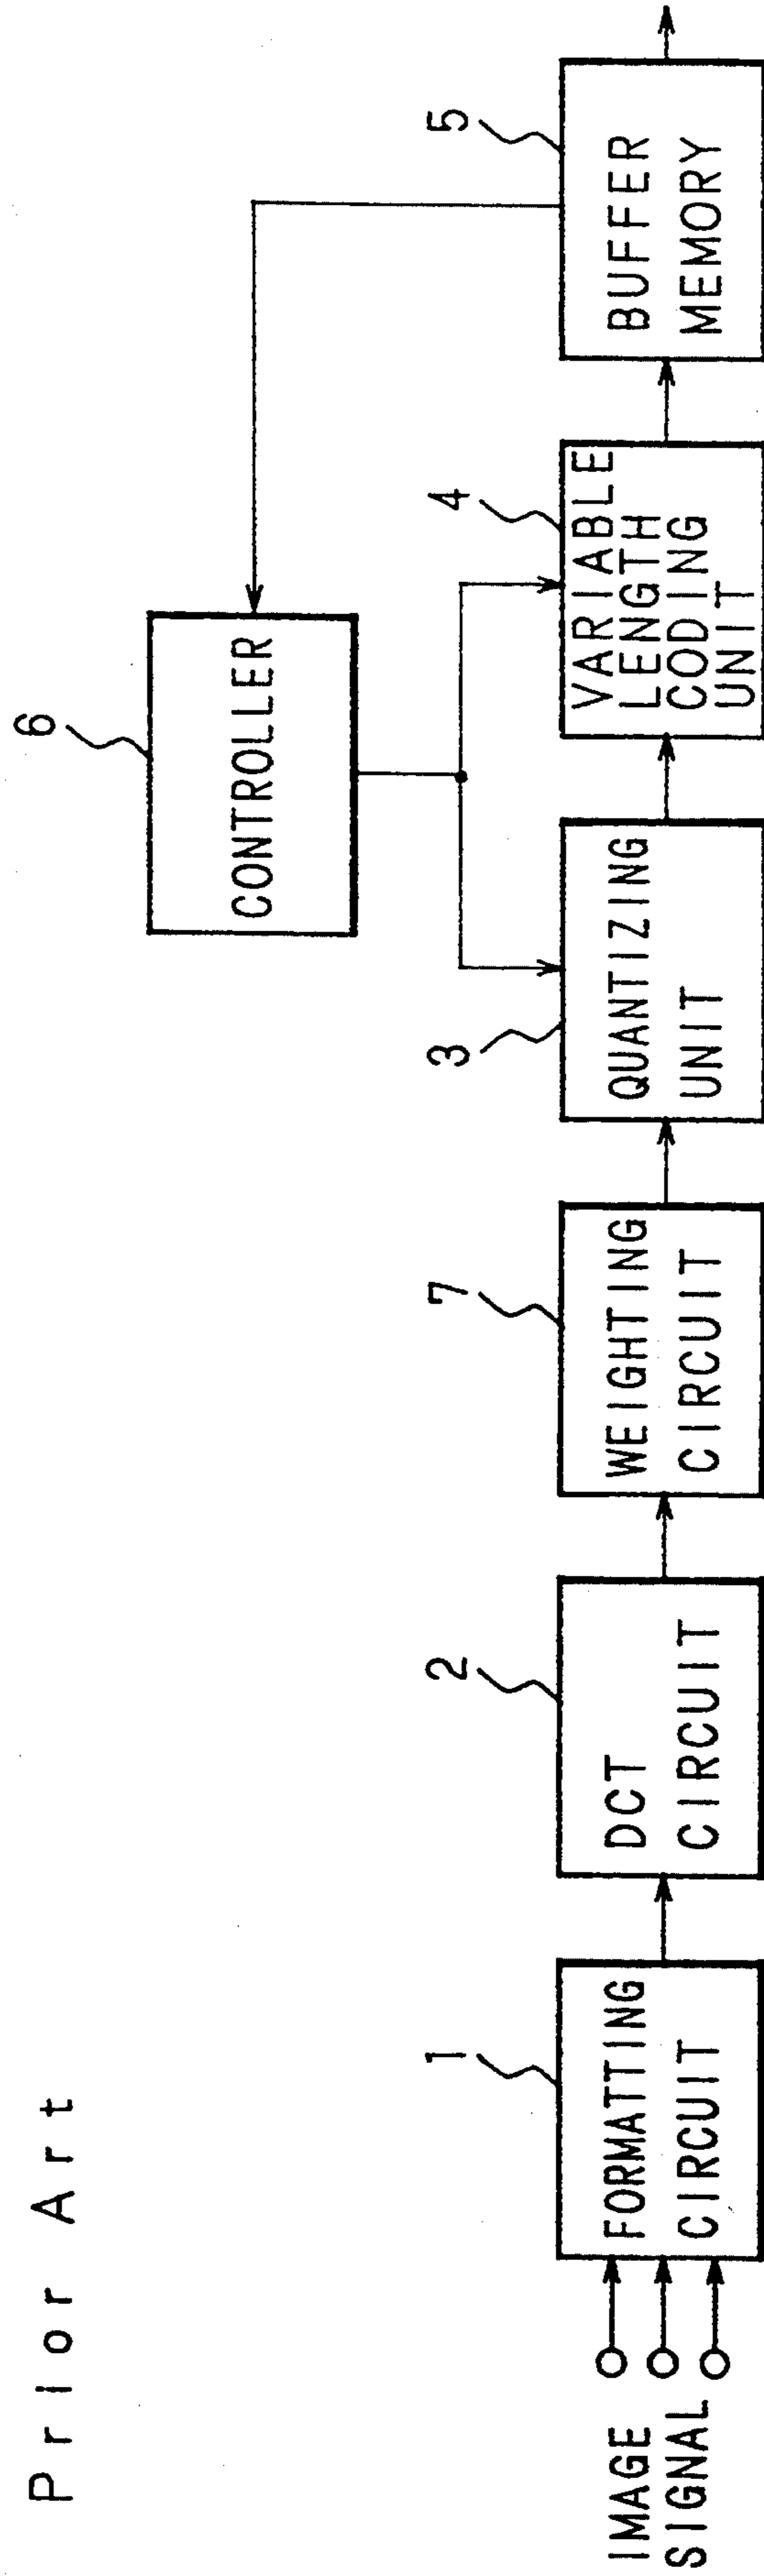 Prior Art
6
CONTROLLER
1
2
7
3
4
5
IMAGE
SIGNAL
FORMATTING
CIRCUIT
DCT
CIRCUIT
WEIGHTING
CIRCUIT
QUANTIZING
UNIT
VARIABLE
LENGTH
CODING
UNIT
BUFFER
MEMORY